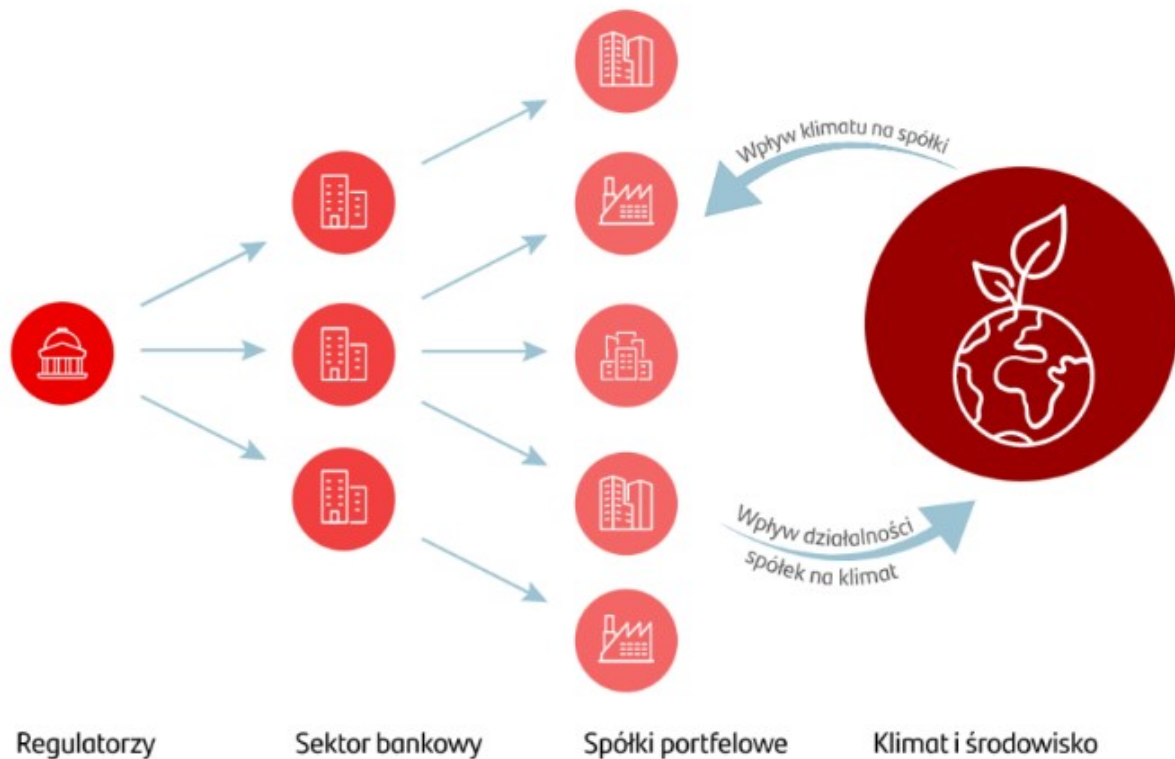 Wpływ klimatu na spółki
Wpływ działalności
spółek na klimat
Regulatorzy
Sektor bankowy
Spółki portfelowe
Klimat i środowisko